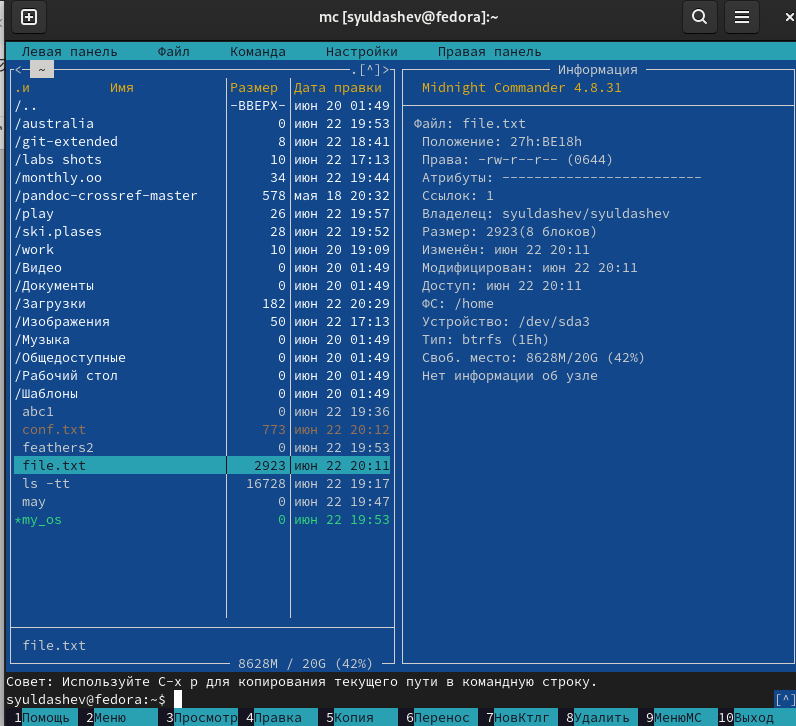 mc [syuldashev@fedora]:~
Левая панель Файл Команда Настройки Правая панель
<- ~ .[^]>
.и Имя Размер Дата правки
/.. -ВВЕРХ- июн 20 01:49
/australia 0 июн 22 19:53
/git-extended 8 июн 22 18:41
/labs shots 10 июн 22 17:13
/monthly.oo 34 июн 22 19:44
/pandoc-crossref-master 578 мая 18 20:32
/play 26 июн 22 19:57
/ski.plases 28 июн 22 19:52
/work 10 июн 20 19:09
/Видео 0 июн 20 01:49
/Документы 0 июн 20 01:49
/Загрузки 182 июн 22 20:29
/Изображения 50 июн 22 17:13
/Музыка 0 июн 20 01:49
/Общедоступные 0 июн 20 01:49
/Рабочий стол 0 июн 20 01:49
/Шаблоны 0 июн 20 01:49
abc1 0 июн 22 19:36
conf.txt 773 июн 22 20:12
feathers2 0 июн 22 19:53
file.txt 2923 июн 22 20:11
ls -tt 16728 июн 22 19:17
may 0 июн 22 19:47
*my_os 0 июн 22 19:53
file.txt
8628M / 20G (42%)
Информация
Midnight Commander 4.8.31
Файл: file.txt
Положение: 27h:BE18h
Права: -rw-r--r-- (0644)
Атрибуты: -------------------------
Ссылок: 1
Владелец: syuldashev/syuldashev
Размер: 2923(8 блоков)
Изменён: июн 22 20:11
Модифицирован: июн 22 20:11
Доступ: июн 22 20:11
ФС: /home
Устройство: /dev/sda3
Тип: btrfs (1Eh)
Своб. место: 8628M/20G (42%)
Нет информации об узле
Совет: Используйте C-x p для копирования текущего пути в командную строку.
syuldashev@fedora:~$ [^]
1Помощь 2Меню 3Просмотр 4Правка 5Копия 6Перенос 7НовКтлг 8Удалить 9МенюМС 10Выход